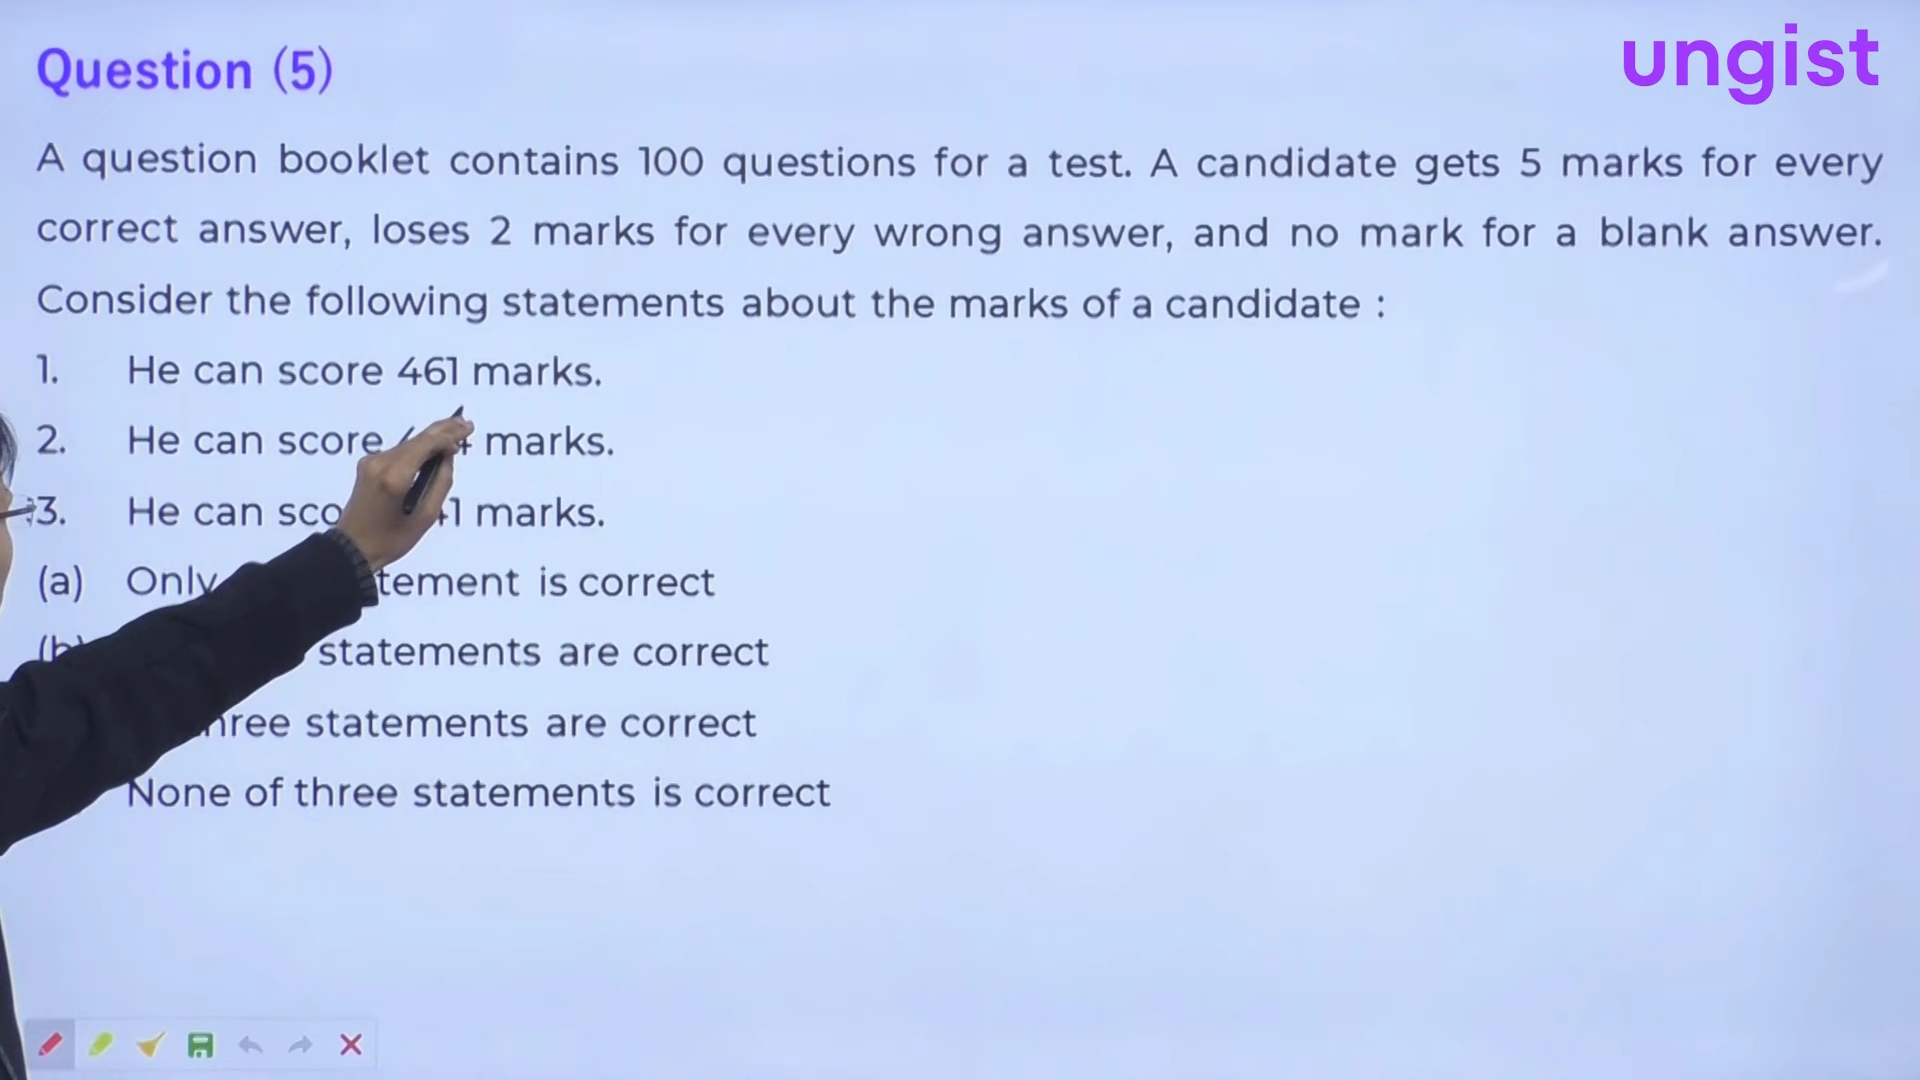 Question (5)
ungist
A question booklet contains 100 questions for a test. A candidate gets 5 marks for every
correct answer, loses 2 marks for every wrong answer, and no mark for a blank answer.
Consider the following statements about the marks of a candidate :
1. He can score 461 marks.
2. He can score marks.
3. He can marks.
(a) Only is correct
statements are correct
statements are correct
None of three statements is correct